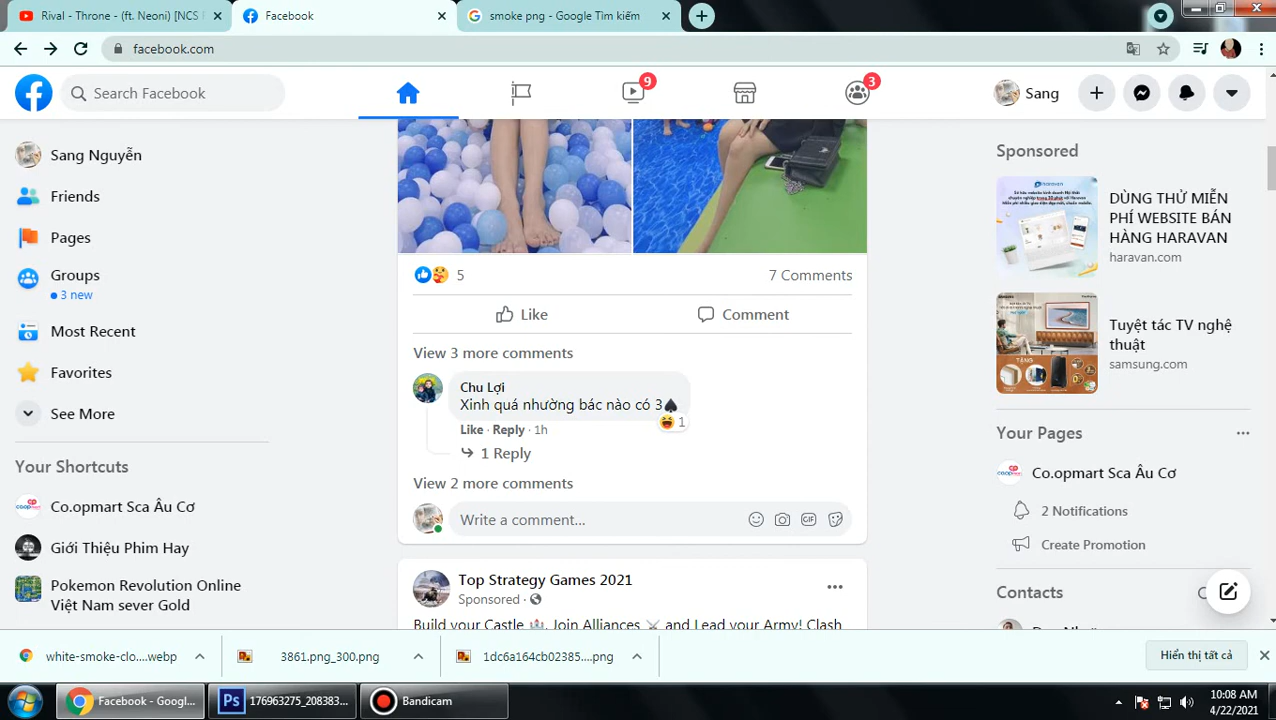 Rival - Throne - (ft. Neoni) [NCS R
Facebook
smoke png - Google Tìm kiếm
facebook.com
Search Facebook
9
3
Sang
Sang Nguyễn
Friends
Pages
Groups
3 new
Most Recent
Favorites
See More
Your Shortcuts
Co.opmart Sca Âu Cơ
Giới Thiệu Phim Hay
Pokemon Revolution Online
Việt Nam sever Gold
5
7 Comments
Like
Comment
View 3 more comments
Chu Lợi
Xinh quá nhường bác nào có 3♠
1
Like · Reply · 1h
1 Reply
View 2 more comments
Write a comment...
GIF
Top Strategy Games 2021
Sponsored ·
Build your Castle 🏰, Join Alliances ⚔ and Lead your Army! Clash
Sponsored
haravan
DÙNG THỬ MIỄN
PHÍ WEBSITE BÁN
HÀNG HARAVAN
haravan.com
TẶNG
Tuyệt tác TV nghệ
thuật
samsung.com
Your Pages
Co.opmart Sca Âu Cơ
2 Notifications
Create Promotion
Contacts
white-smoke-clo....webp
3861.png_300.png
1dc6a164cb02385....png
Hiển thị tất cả
Facebook - Googl...
Ps
176963275_208383...
Bandicam
10:08 AM
4/22/2021